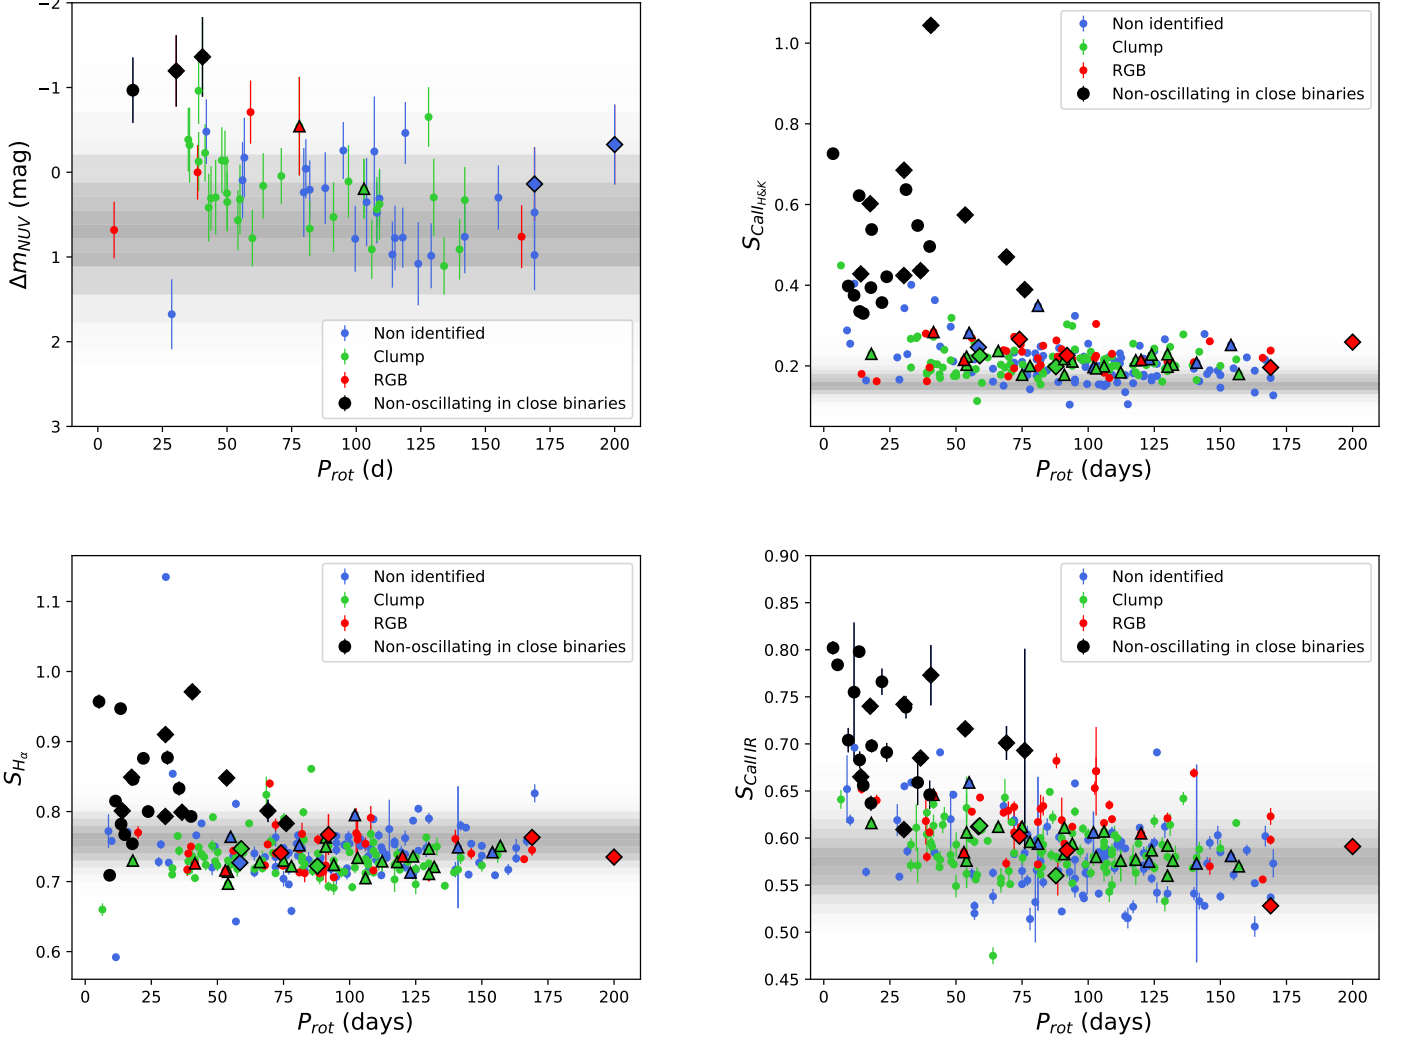 −2
−1
0
1
2
3
Δm_NUV (mag)
0 25 50 75 100 125 150 175 200
P_rot (d)
Non identified
Clump
RGB
Non-oscillating in close binaries
1.0
0.8
0.6
0.4
0.2
S_CaII_H&K
0 25 50 75 100 125 150 175 200
P_rot (days)
Non identified
Clump
RGB
Non-oscillating in close binaries
1.1
1.0
0.9
0.8
0.7
0.6
S_Hα
0 25 50 75 100 125 150 175 200
P_rot (days)
Non identified
Clump
RGB
Non-oscillating in close binaries
0.90
0.85
0.80
0.75
0.70
0.65
0.60
0.55
0.50
0.45
S_CaII IR
0 25 50 75 100 125 150 175 200
P_rot (days)
Non identified
Clump
RGB
Non-oscillating in close binaries